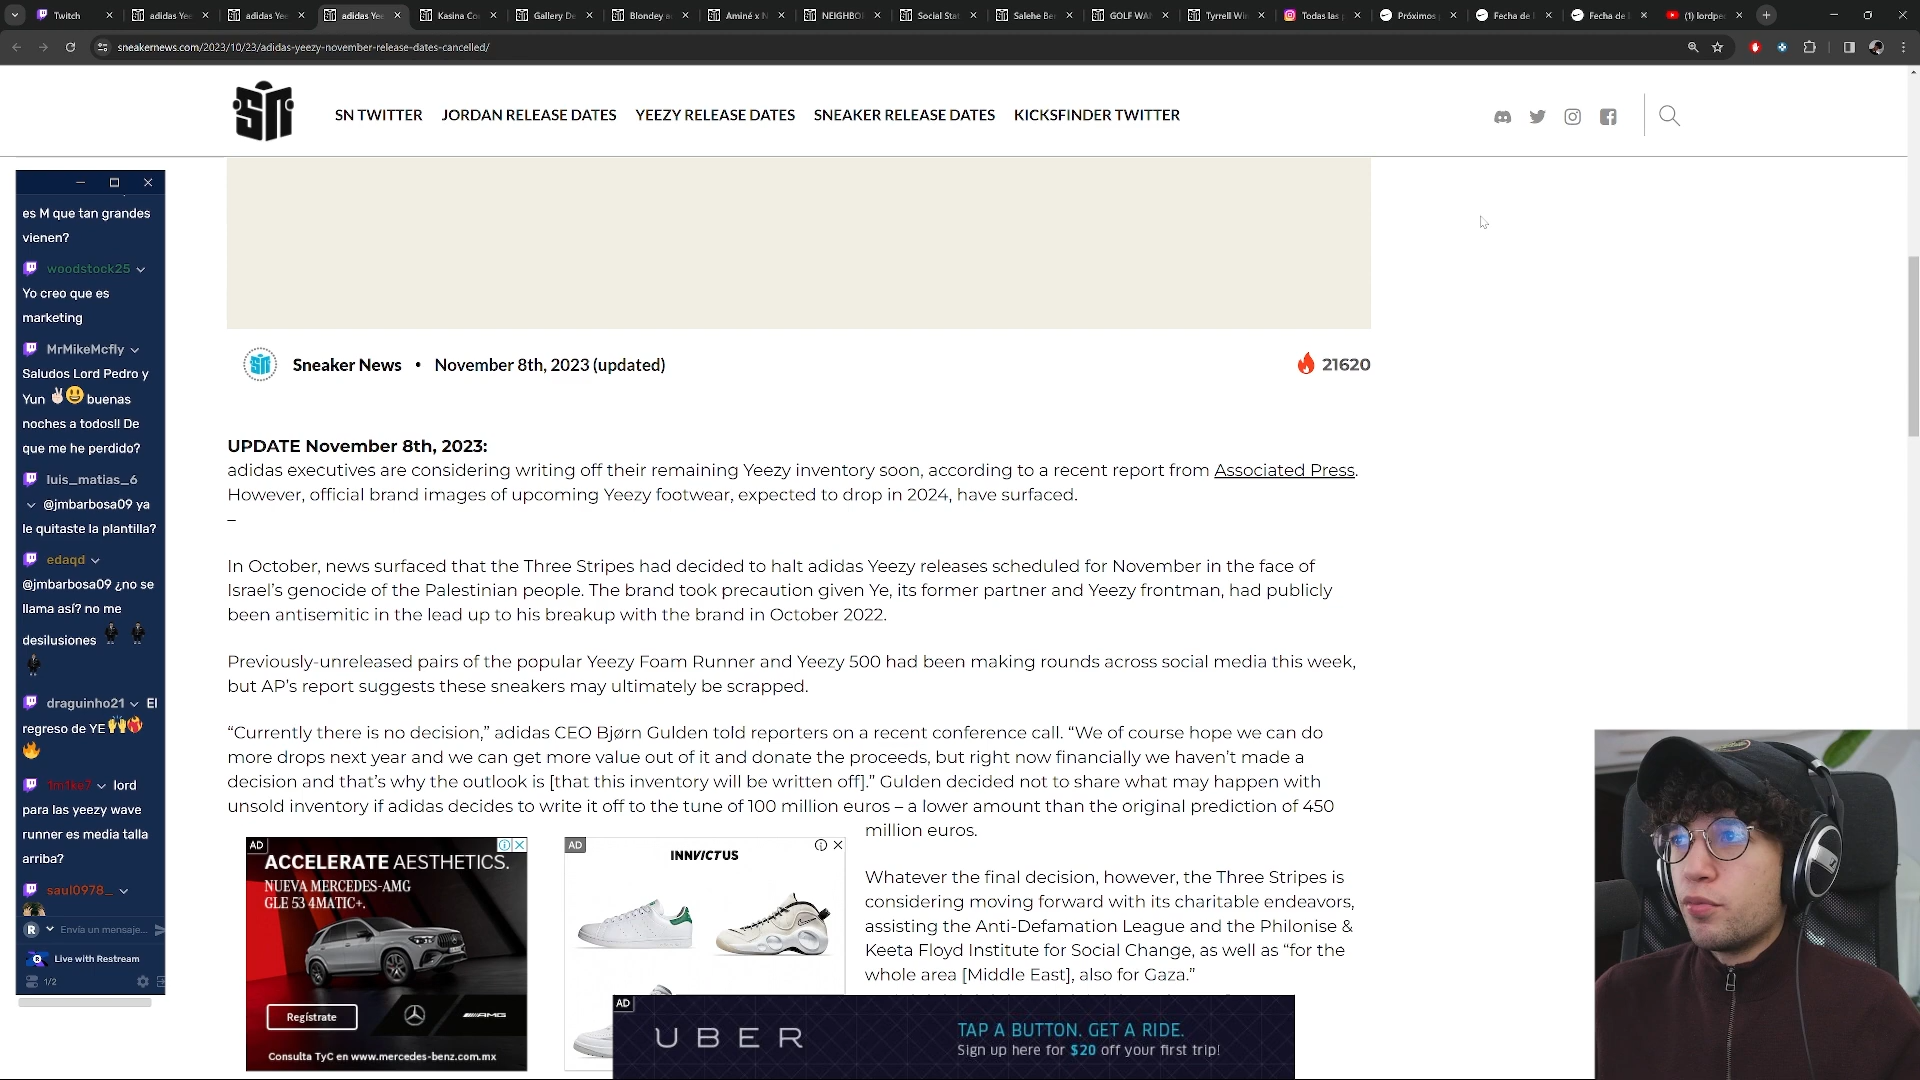 Twitch
adidas Yee
adidas Yee
adidas Yee
Kasina Co
Gallery De
Blondey a
Aminé x N
NEIGHBO
Social Stat
Salehe Be
GOLF WA
Tyrrell Wi
Todas las
Próximos
Fecha de
Fecha de
(1) lordpe
sneakernews.com/2023/10/23/adidas-yeezy-november-release-dates-cancelled/
SN
SN TWITTER
JORDAN RELEASE DATES
YEEZY RELEASE DATES
SNEAKER RELEASE DATES
KICKSFINDER TWITTER
es M que tan grandes
vienen?
woodstock25
Yo creo que es
marketing
MrMikeMcfly
Saludos Lord Pedro y
Yun ✌🏻😃 buenas
noches a todos!! De
que me he perdido?
luis_matias_6
@jmbarbosa09 ya
le quitaste la plantilla?
edaqd
@jmbarbosa09 ¿no se
llama así? no me
desilusiones
draguinho21 El
regreso de YE 🙌❤️‍🔥
🔥
1m1ke7 lord
para las yeezy wave
runner es media talla
arriba?
saul0978_
R Envía un mensaje...
Live with Restream
1/2
Sneaker News • November 8th, 2023 (updated)
21620
UPDATE November 8th, 2023:
adidas executives are considering writing off their remaining Yeezy inventory soon, according to a recent report from Associated Press.
However, official brand images of upcoming Yeezy footwear, expected to drop in 2024, have surfaced.
–
In October, news surfaced that the Three Stripes had decided to halt adidas Yeezy releases scheduled for November in the face of
Israel’s genocide of the Palestinian people. The brand took precaution given Ye, its former partner and Yeezy frontman, had publicly
been antisemitic in the lead up to his breakup with the brand in October 2022.
Previously-unreleased pairs of the popular Yeezy Foam Runner and Yeezy 500 had been making rounds across social media this week,
but AP’s report suggests these sneakers may ultimately be scrapped.
“Currently there is no decision,” adidas CEO Bjørn Gulden told reporters on a recent conference call. “We of course hope we can do
more drops next year and we can get more value out of it and donate the proceeds, but right now financially we haven’t made a
decision and that’s why the outlook is [that this inventory will be written off].” Gulden decided not to share what may happen with
unsold inventory if adidas decides to write it off to the tune of 100 million euros – a lower amount than the original prediction of 450
million euros.
Whatever the final decision, however, the Three Stripes is
considering moving forward with its charitable endeavors,
assisting the Anti-Defamation League and the Philonise &
Keeta Floyd Institute for Social Change, as well as “for the
whole area [Middle East], also for Gaza.”
AD
ACCELERATE AESTHETICS.
NUEVA MERCEDES-AMG
GLE 53 4MATIC+.
Regístrate
AMG
Consulta TyC en www.mercedes-benz.com.mx
AD
INNVICTUS
AD
UBER
TAP A BUTTON. GET A RIDE.
Sign up here for $20 off your first trip!